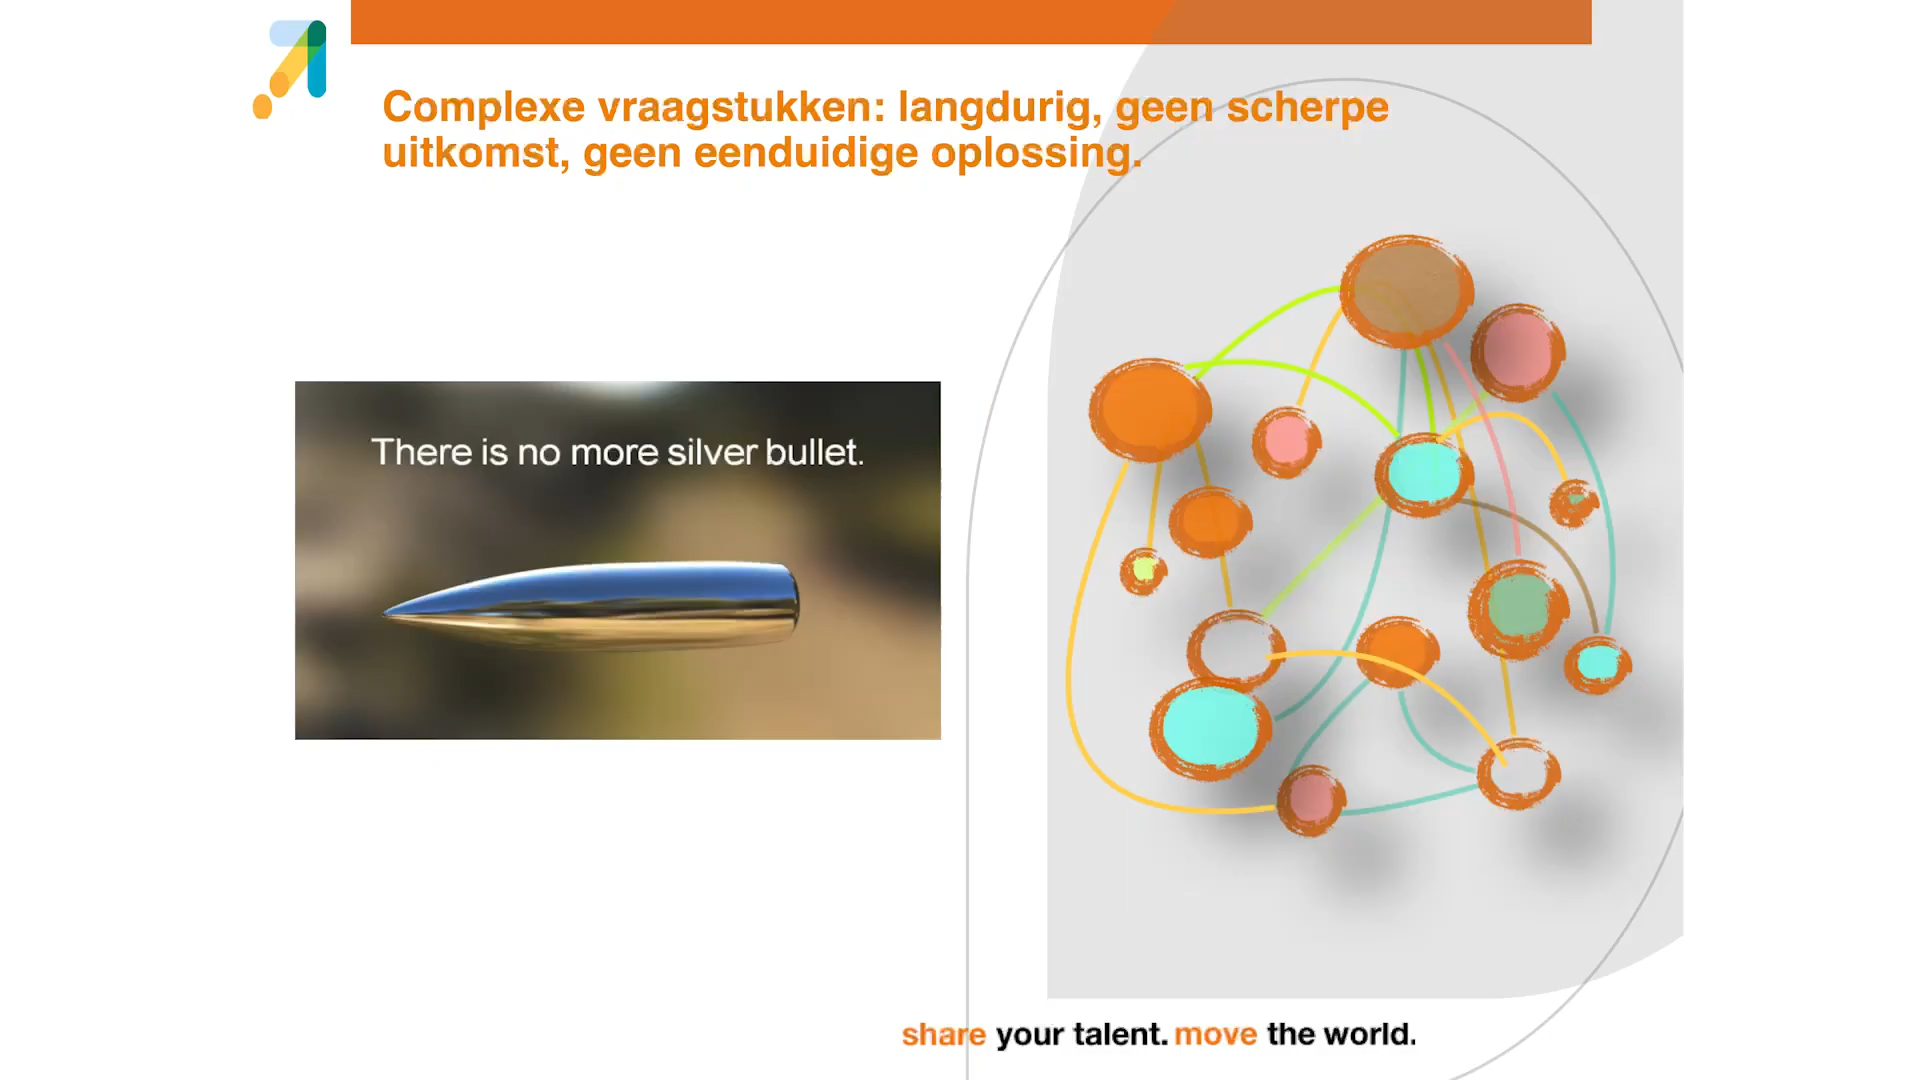 Complexe vraagstukken: langdurig, geen scherpe
uitkomst, geen eenduidige oplossing.
There is no more silver bullet.
share your talent. move the world.